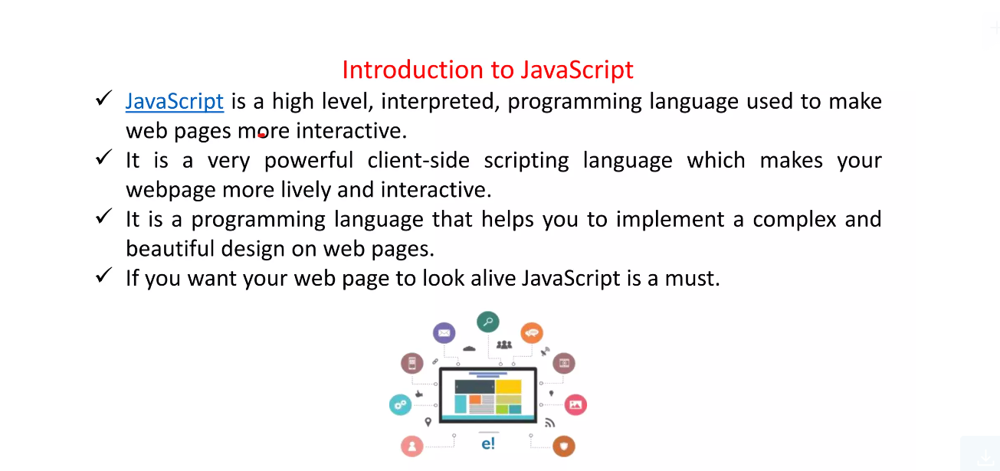 Introduction to JavaScript
✓ JavaScript is a high level, interpreted, programming language used to make
web pages more interactive.
✓ It is a very powerful client-side scripting language which makes your
webpage more lively and interactive.
✓ It is a programming language that helps you to implement a complex and
beautiful design on web pages.
✓ If you want your web page to look alive JavaScript is a must.
e!